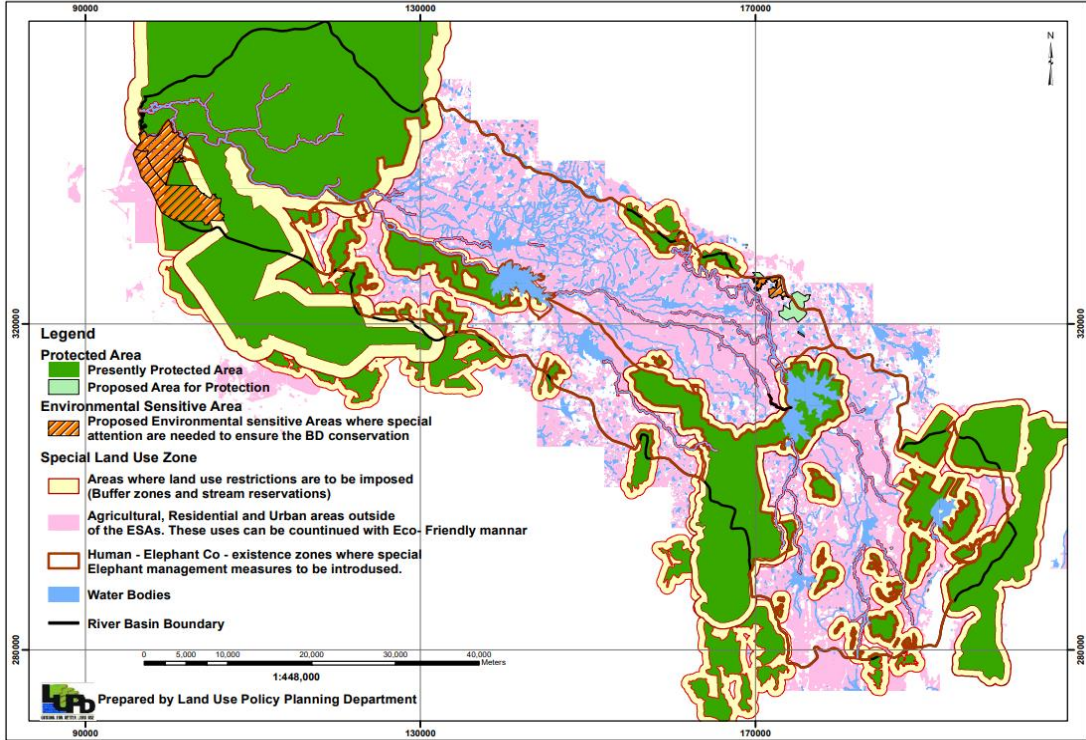 90000 130000 170000
N
320000 320000
Legend
Protected Area
Presently Protected Area
Proposed Area for Protection
Environmental Sensitive Area
Proposed Environmental sensitive Areas where special
attention are needed to ensure the BD conservation
Special Land Use Zone
Areas where land use restrictions are to be imposed
(Buffer zones and stream reservations)
Agricultural, Residential and Urban areas outside
of the ESAs. These uses can be countinued with Eco- Friendly mannar
Human - Elephant Co - existence zones where special
Elephant management measures to be introdused.
Water Bodies
River Basin Boundary
280000 280000
0 5,000 10,000 20,000 30,000 40,000
Meters
1:448,000
LUPPD
Prepared by Land Use Policy Planning Department
90000 130000 170000